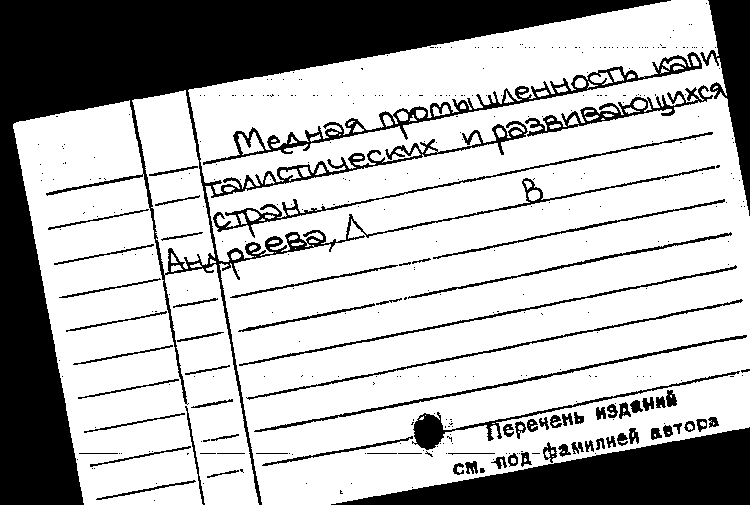 Медная промышленность капи
талистических и развивающихся
стран...
В
Андреева, Л
Перечень изданий
см. под фамилией автора